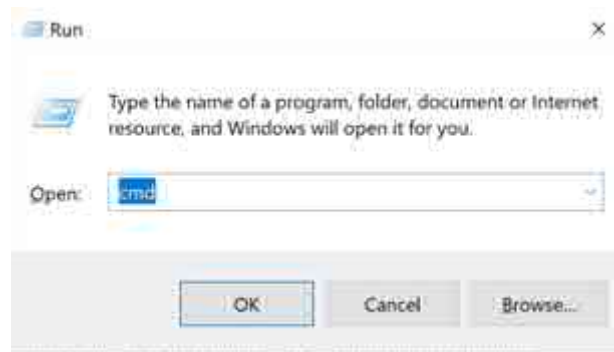 Run
Type the name of a program, folder, document or Internet
resource, and Windows will open it for you.
Open: cmd
OK Cancel Browse...